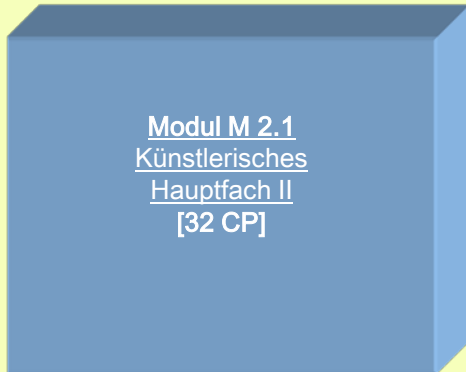 Modul M 2.1
Künstlerisches
Hauptfach II
[32 CP]